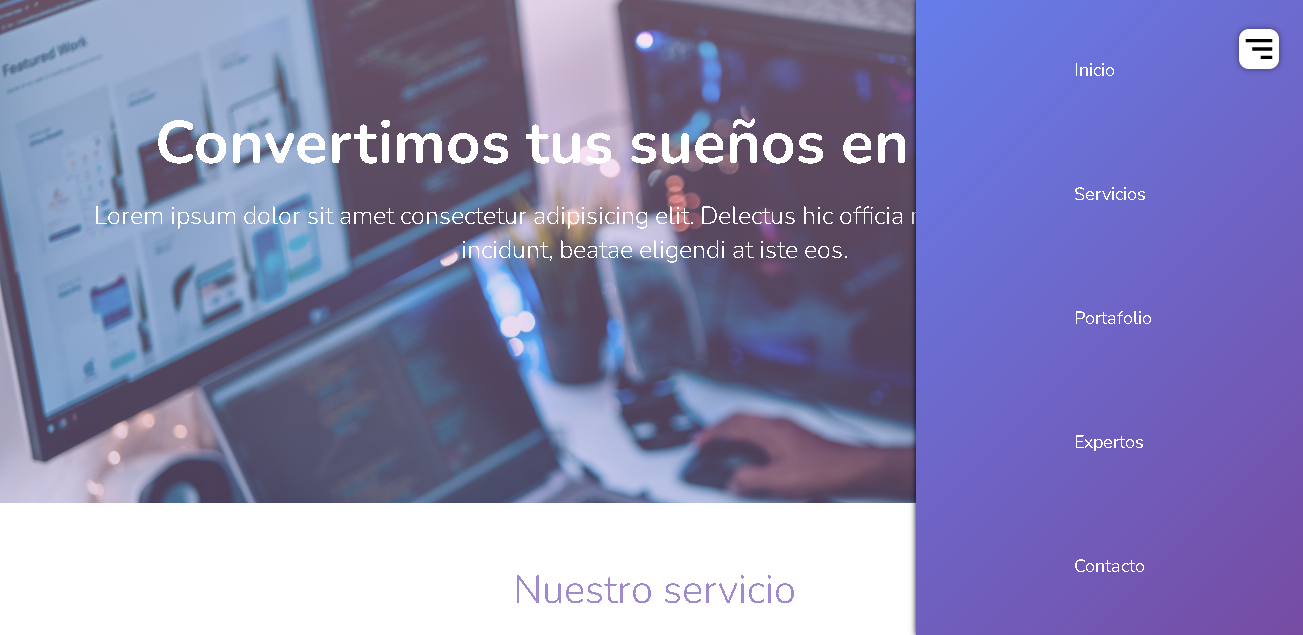 Featured Work
Convertimos tus sueños en
Lorem ipsum dolor sit amet consectetur adipisicing elit. Delectus hic officia
incidunt, beatae eligendi at iste eos.
Inicio
Servicios
Portafolio
Expertos
Contacto
Nuestro servicio